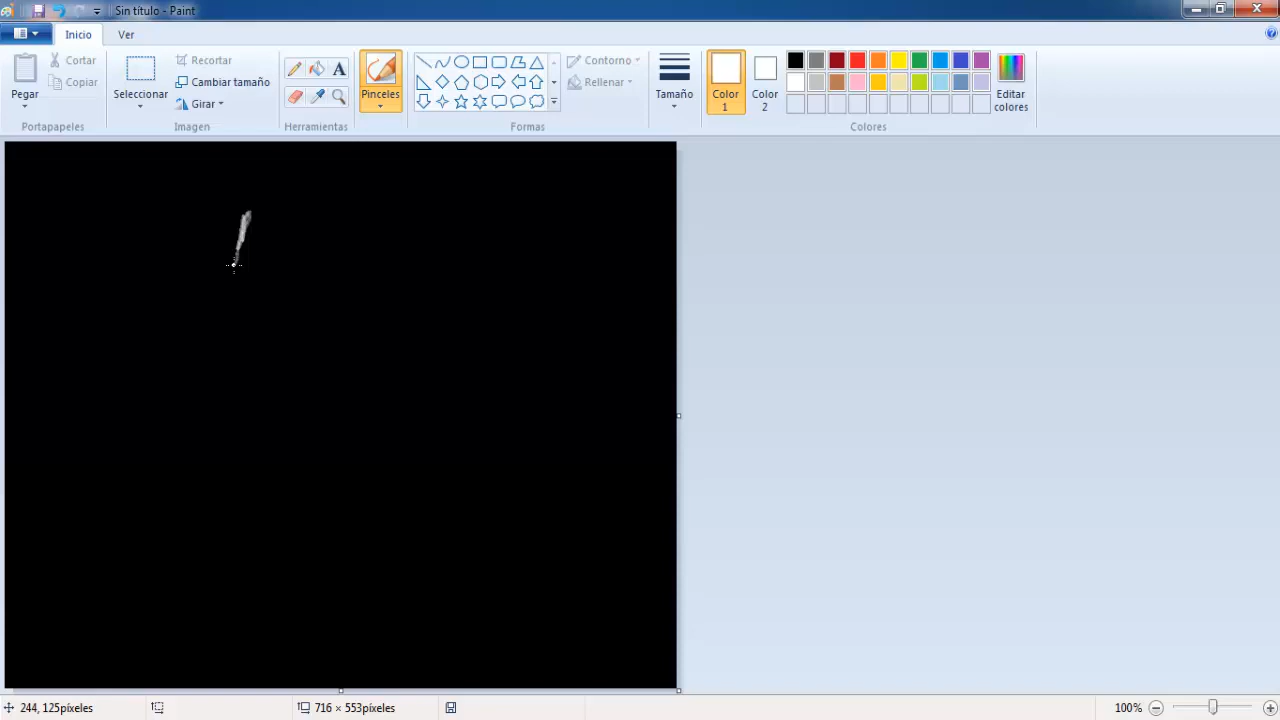 Sin título - Paint
Inicio Ver
Pegar
Cortar
Copiar
Portapapeles
Seleccionar
Recortar
Cambiar tamaño
Girar
Imagen
A
Herramientas
Pinceles
Contorno
Rellenar
Formas
Tamaño
Color
1
Color
2
Editar
colores
Colores
244, 125píxeles
716 × 553píxeles
100%